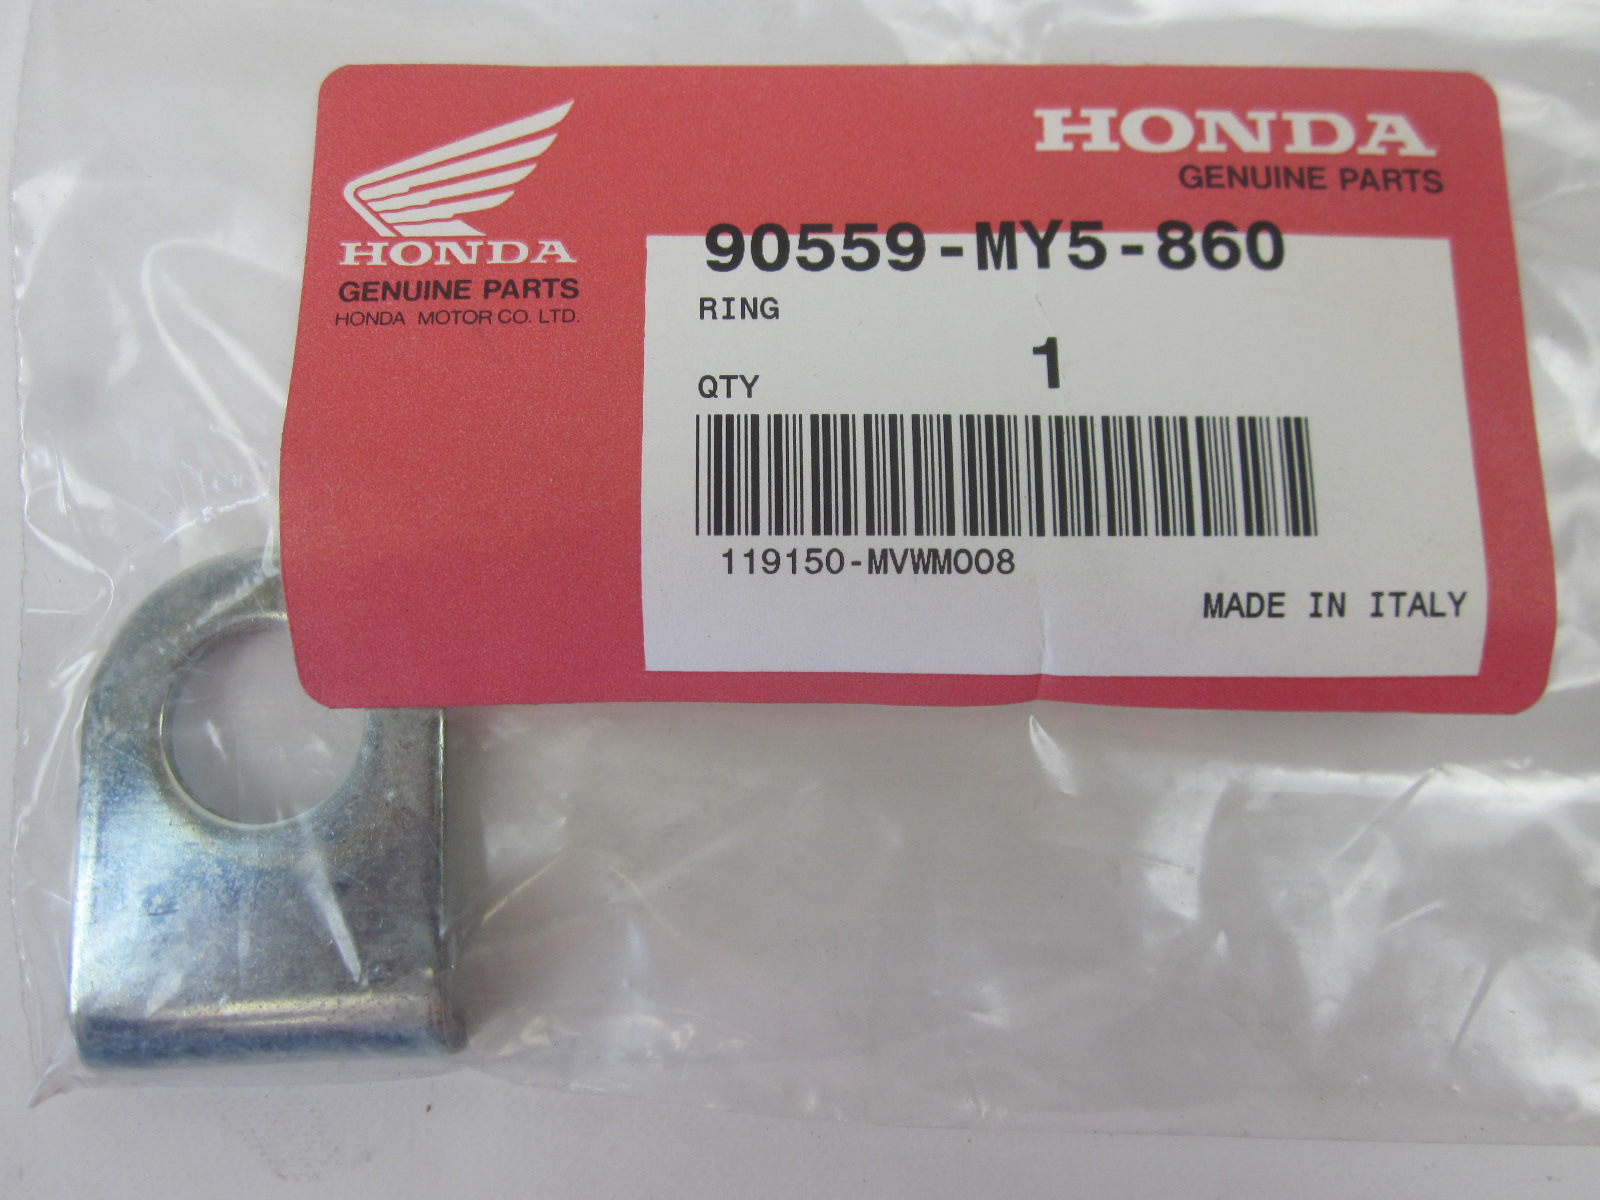 HONDA
GENUINE PARTS
HONDA MOTOR CO. LTD.
HONDA
GENUINE PARTS
90559-MY5-860
RING
QTY 1
119150-MVWM008
MADE IN ITALY